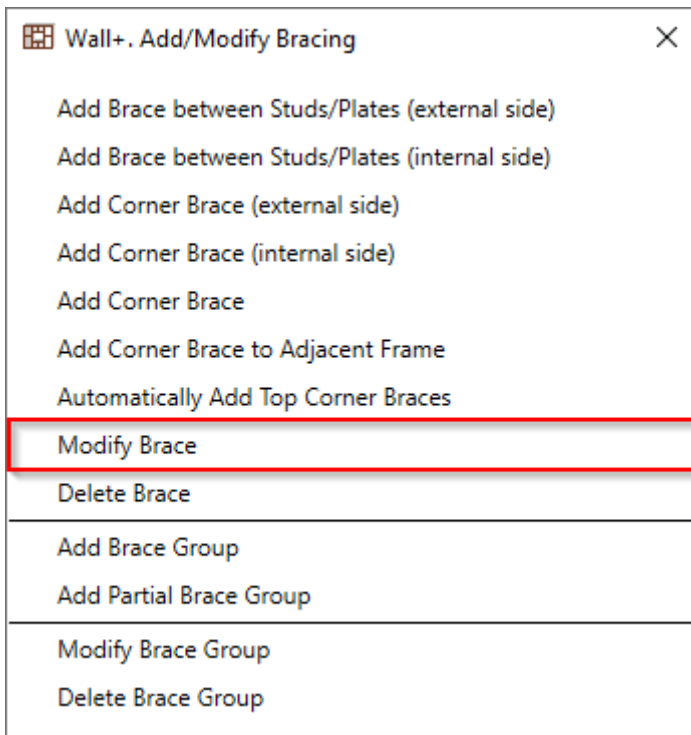 Wall+. Add/Modify Bracing
Add Brace between Studs/Plates (external side)
Add Brace between Studs/Plates (internal side)
Add Corner Brace (external side)
Add Corner Brace (internal side)
Add Corner Brace
Add Corner Brace to Adjacent Frame
Automatically Add Top Corner Braces
Modify Brace
Delete Brace
Add Brace Group
Add Partial Brace Group
Modify Brace Group
Delete Brace Group